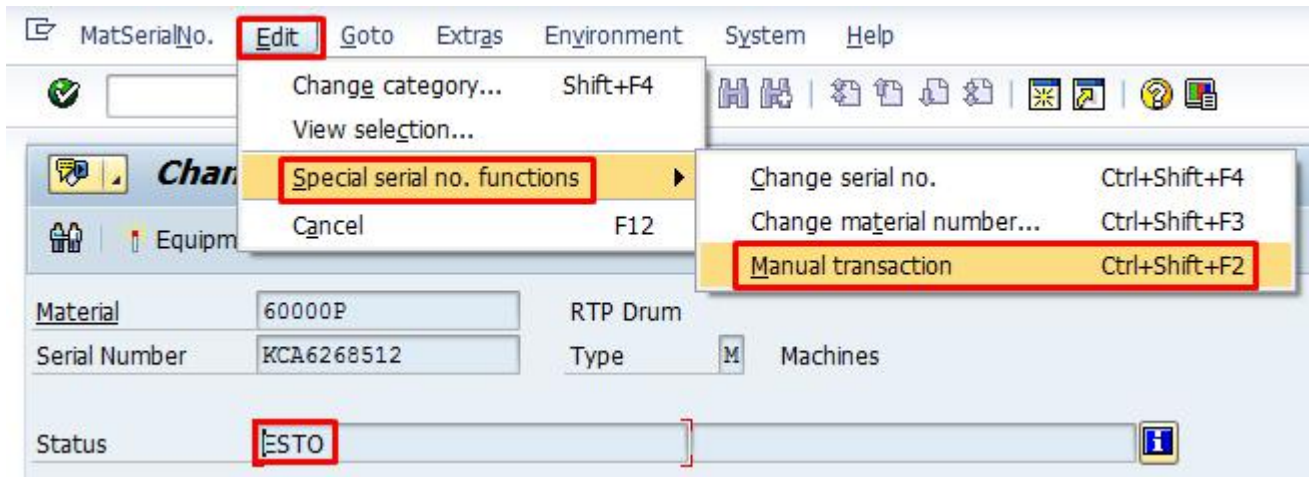 MatSerialNo. Edit Goto Extras Environment System Help
Change category... Shift+F4
View selection...
Special serial no. functions
Cancel F12
Change serial no. Ctrl+Shift+F4
Change material number... Ctrl+Shift+F3
Manual transaction Ctrl+Shift+F2
Chan
Equipm
Material 60000P RTP Drum
Serial Number KCA6268512 Type M Machines
Status ESTO